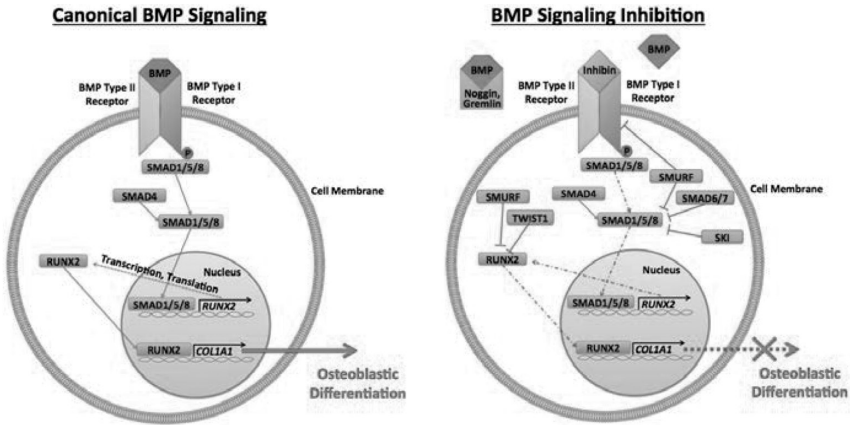 Canonical BMP Signaling
BMP
BMP Type II
Receptor
BMP Type I
Receptor
P
SMAD1/5/8
SMAD4
SMAD1/5/8
Cell Membrane
RUNX2
Transcription, Translation
Nucleus
SMAD1/5/8
RUNX2
RUNX2
COL1A1
Osteoblastic
Differentiation
BMP Signaling Inhibition
BMP
BMP
Noggin,
Gremlin
Inhibin
BMP Type II
Receptor
BMP Type I
Receptor
P
SMAD1/5/8
SMURF
SMURF
SMAD4
SMAD6/7
Cell Membrane
TWIST1
SMAD1/5/8
SKI
RUNX2
Nucleus
SMAD1/5/8
RUNX2
RUNX2
COL1A1
Osteoblastic
Differentiation